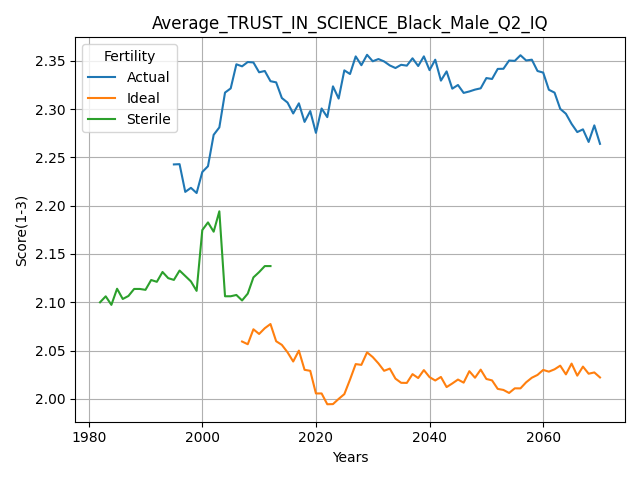 Average_TRUST_IN_SCIENCE_Black_Male_Q2_IQ
Fertility
Actual
Ideal
Sterile
Score(1-3)
2.35
2.30
2.25
2.20
2.15
2.10
2.05
2.00
1980
2000
2020
2040
2060
Years